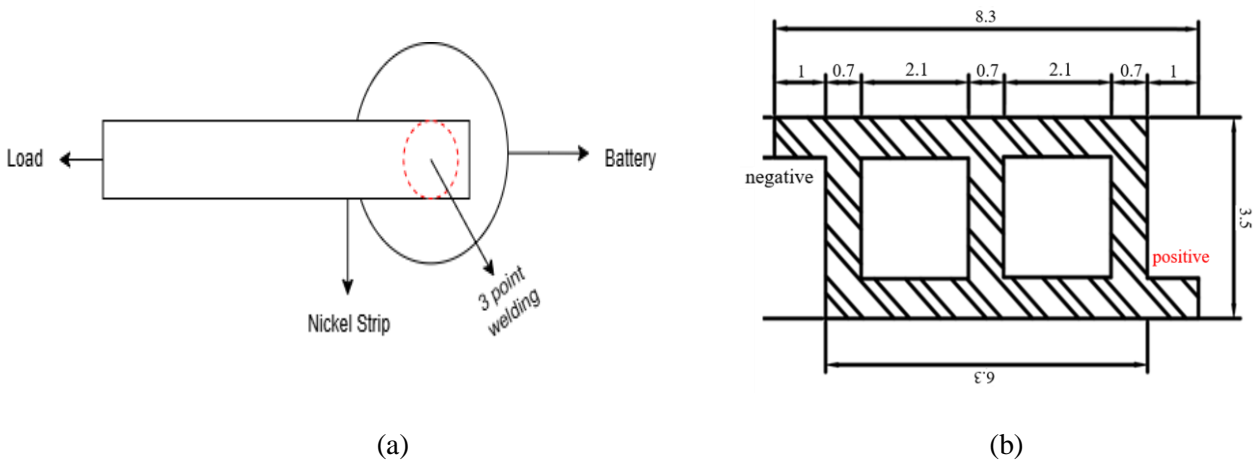 Load
Battery
3 point
welding
Nickel Strip
(a)
8.3
1 0.7 2.1 0.7 2.1 0.7 1
negative
3.5
positive
6.3
(b)